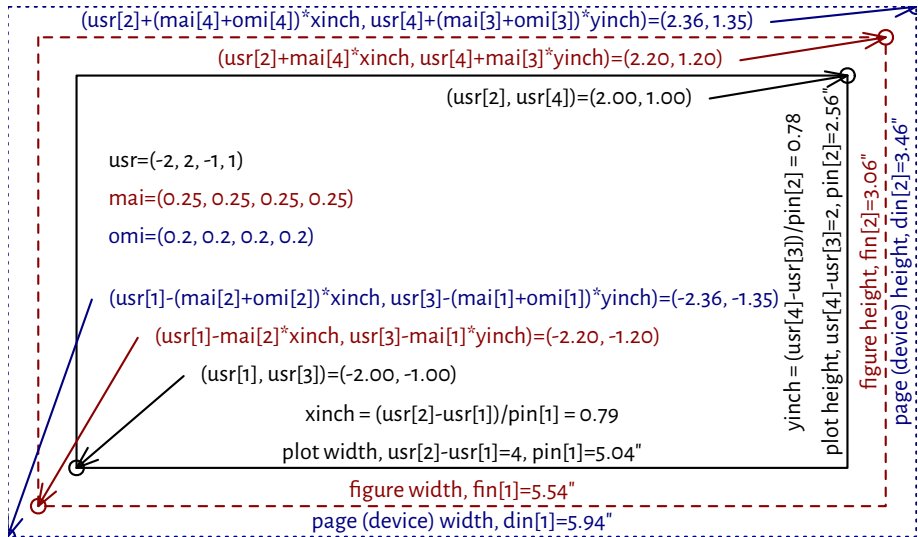 (usr[2]+(mai[4]+omi[4])*xinch, usr[4]+(mai[3]+omi[3])*yinch)=(2.36, 1.35)
(usr[2]+mai[4]*xinch, usr[4]+mai[3]*yinch)=(2.20, 1.20)
(usr[2], usr[4])=(2.00, 1.00)
usr=(-2, 2, -1, 1)
mai=(0.25, 0.25, 0.25, 0.25)
omi=(0.2, 0.2, 0.2, 0.2)
(usr[1]-(mai[2]+omi[2])*xinch, usr[3]-(mai[1]+omi[1])*yinch)=(-2.36, -1.35)
(usr[1]-mai[2]*xinch, usr[3]-mai[1]*yinch)=(-2.20, -1.20)
(usr[1], usr[3])=(-2.00, -1.00)
xinch = (usr[2]-usr[1])/pin[1] = 0.79
plot width, usr[2]-usr[1]=4, pin[1]=5.04"
figure width, fin[1]=5.54"
page (device) width, din[1]=5.94"
yinch = (usr[4]-usr[3])/pin[2] = 0.78
plot height, usr[4]-usr[3]=2, pin[2]=2.56"
figure height, fin[2]=3.06"
page (device) height, din[2]=3.46"